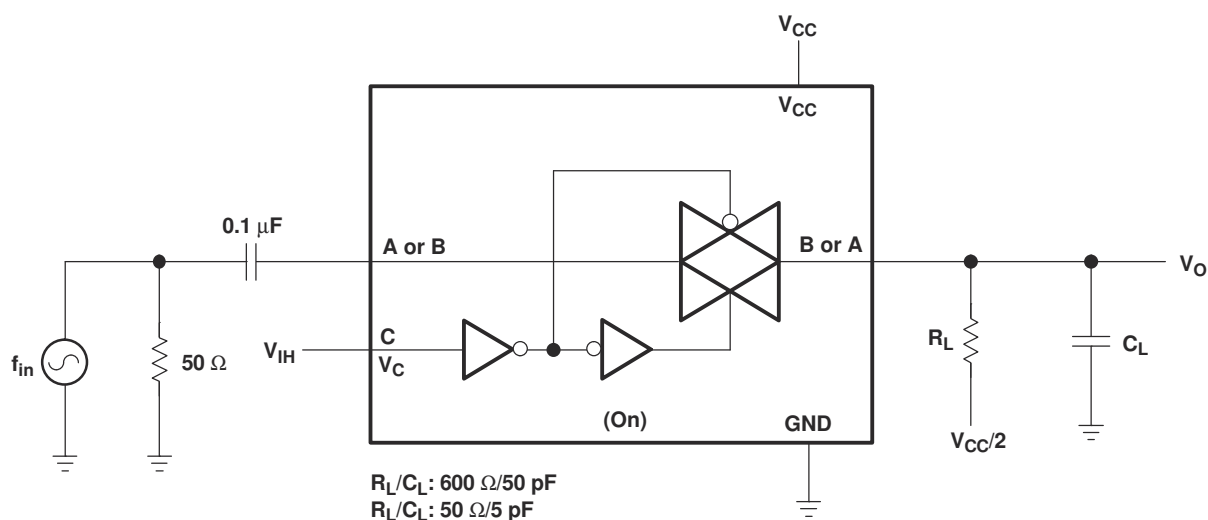 V_CC
V_CC
0.1 μF
A or B
B or A
V_O
f_in
50 Ω
V_IH
C
V_C
R_L
C_L
(On)
GND
V_CC/2
R_L/C_L: 600 Ω/50 pF
R_L/C_L: 50 Ω/5 pF